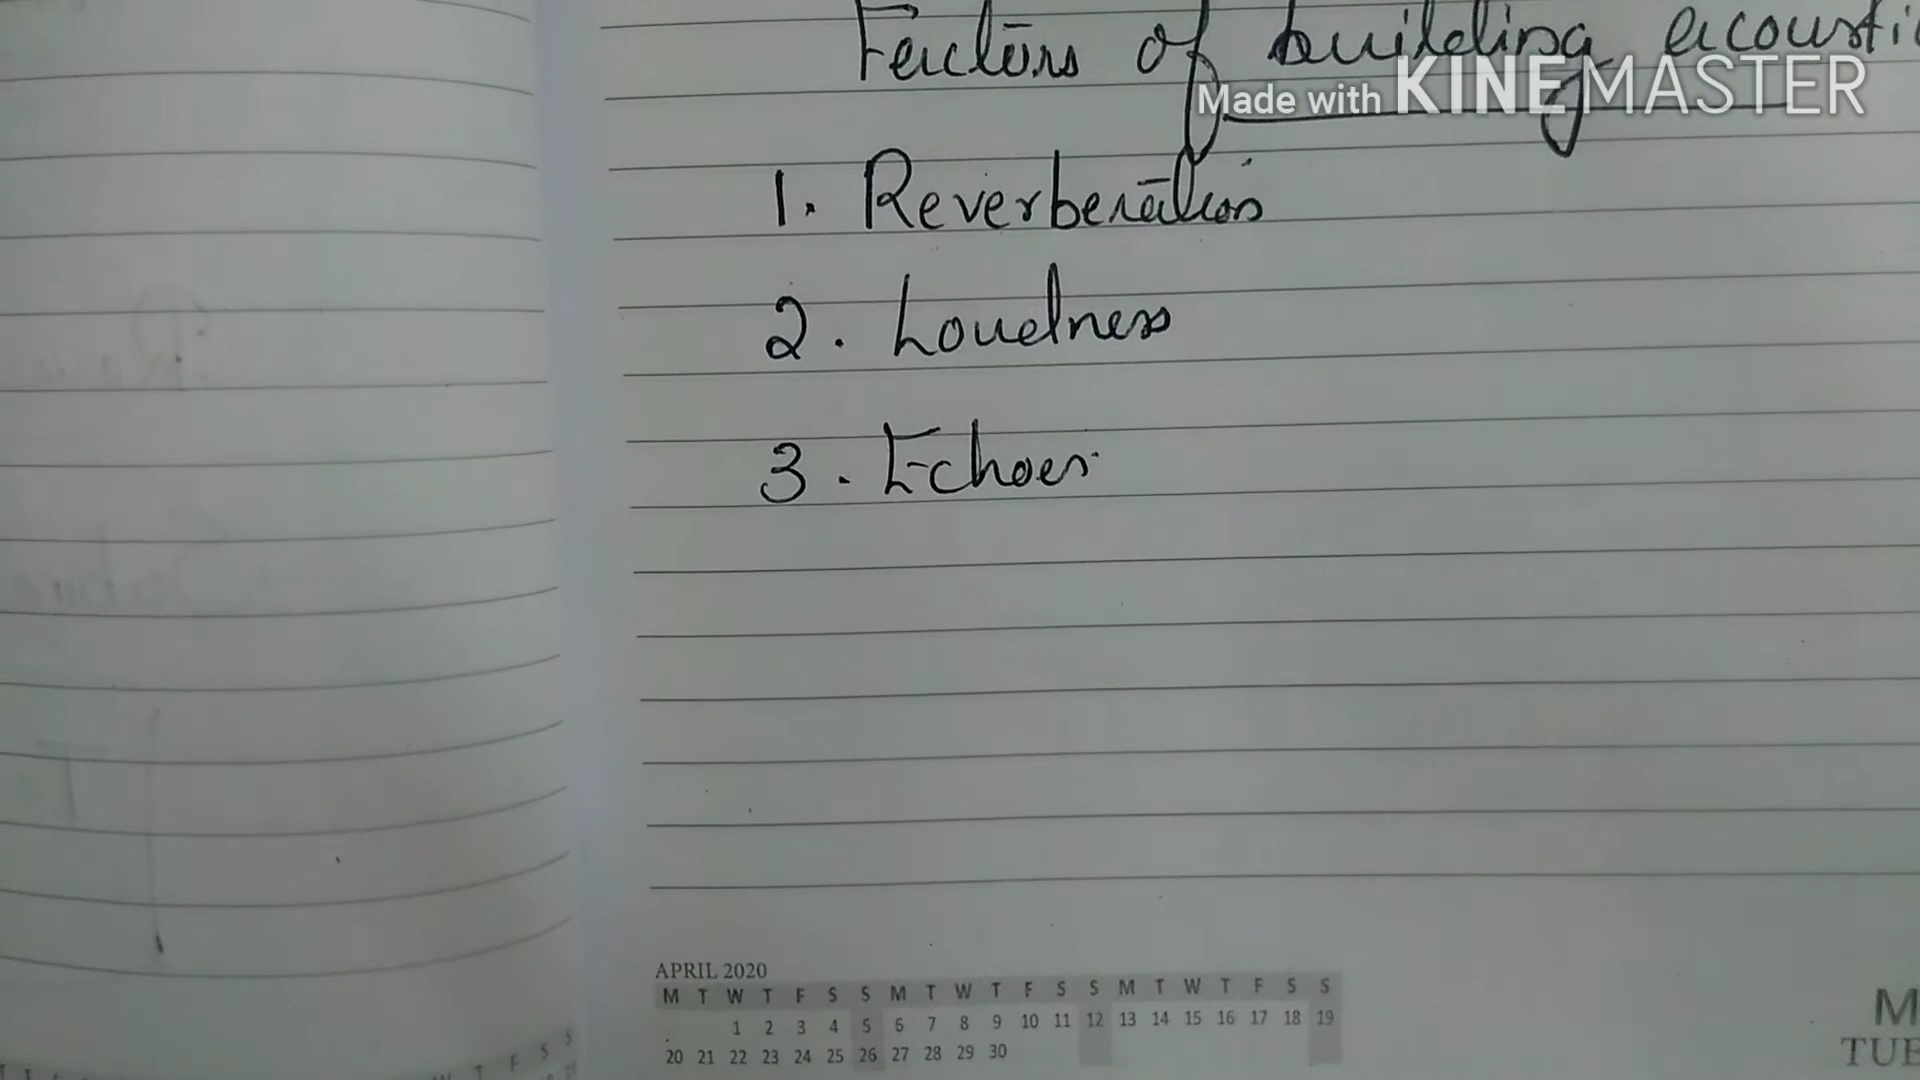 Factors of building acousti
Made with KINEMASTER
1. Reverberation
2. Loudness
3. Echoes
APRIL 2020
M T W T F S S M T W T F S S M T W T F S S
1 2 3 4 5 6 7 8 9 10 11 12 13 14 15 16 17 18 19
20 21 22 23 24 25 26 27 28 29 30
M
TUE